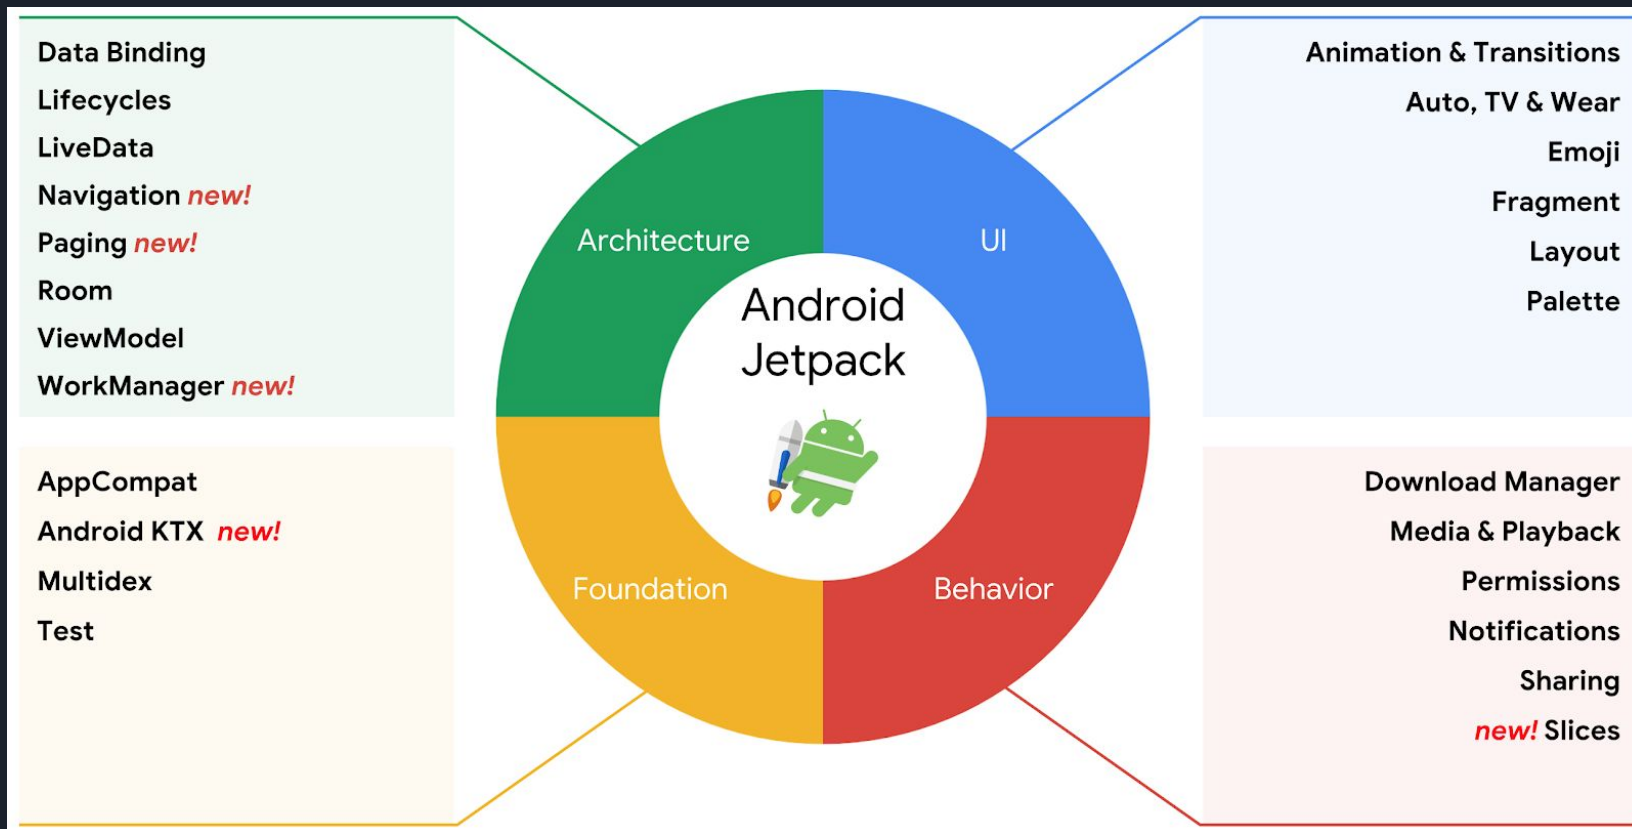 Data Binding
Lifecycles
LiveData
Navigation new!
Paging new!
Room
ViewModel
WorkManager new!
Animation & Transitions
Auto, TV & Wear
Emoji
Fragment
Layout
Palette
Architecture
UI
Android
Jetpack
Foundation
Behavior
AppCompat
Android KTX new!
Multidex
Test
Download Manager
Media & Playback
Permissions
Notifications
Sharing
new! Slices